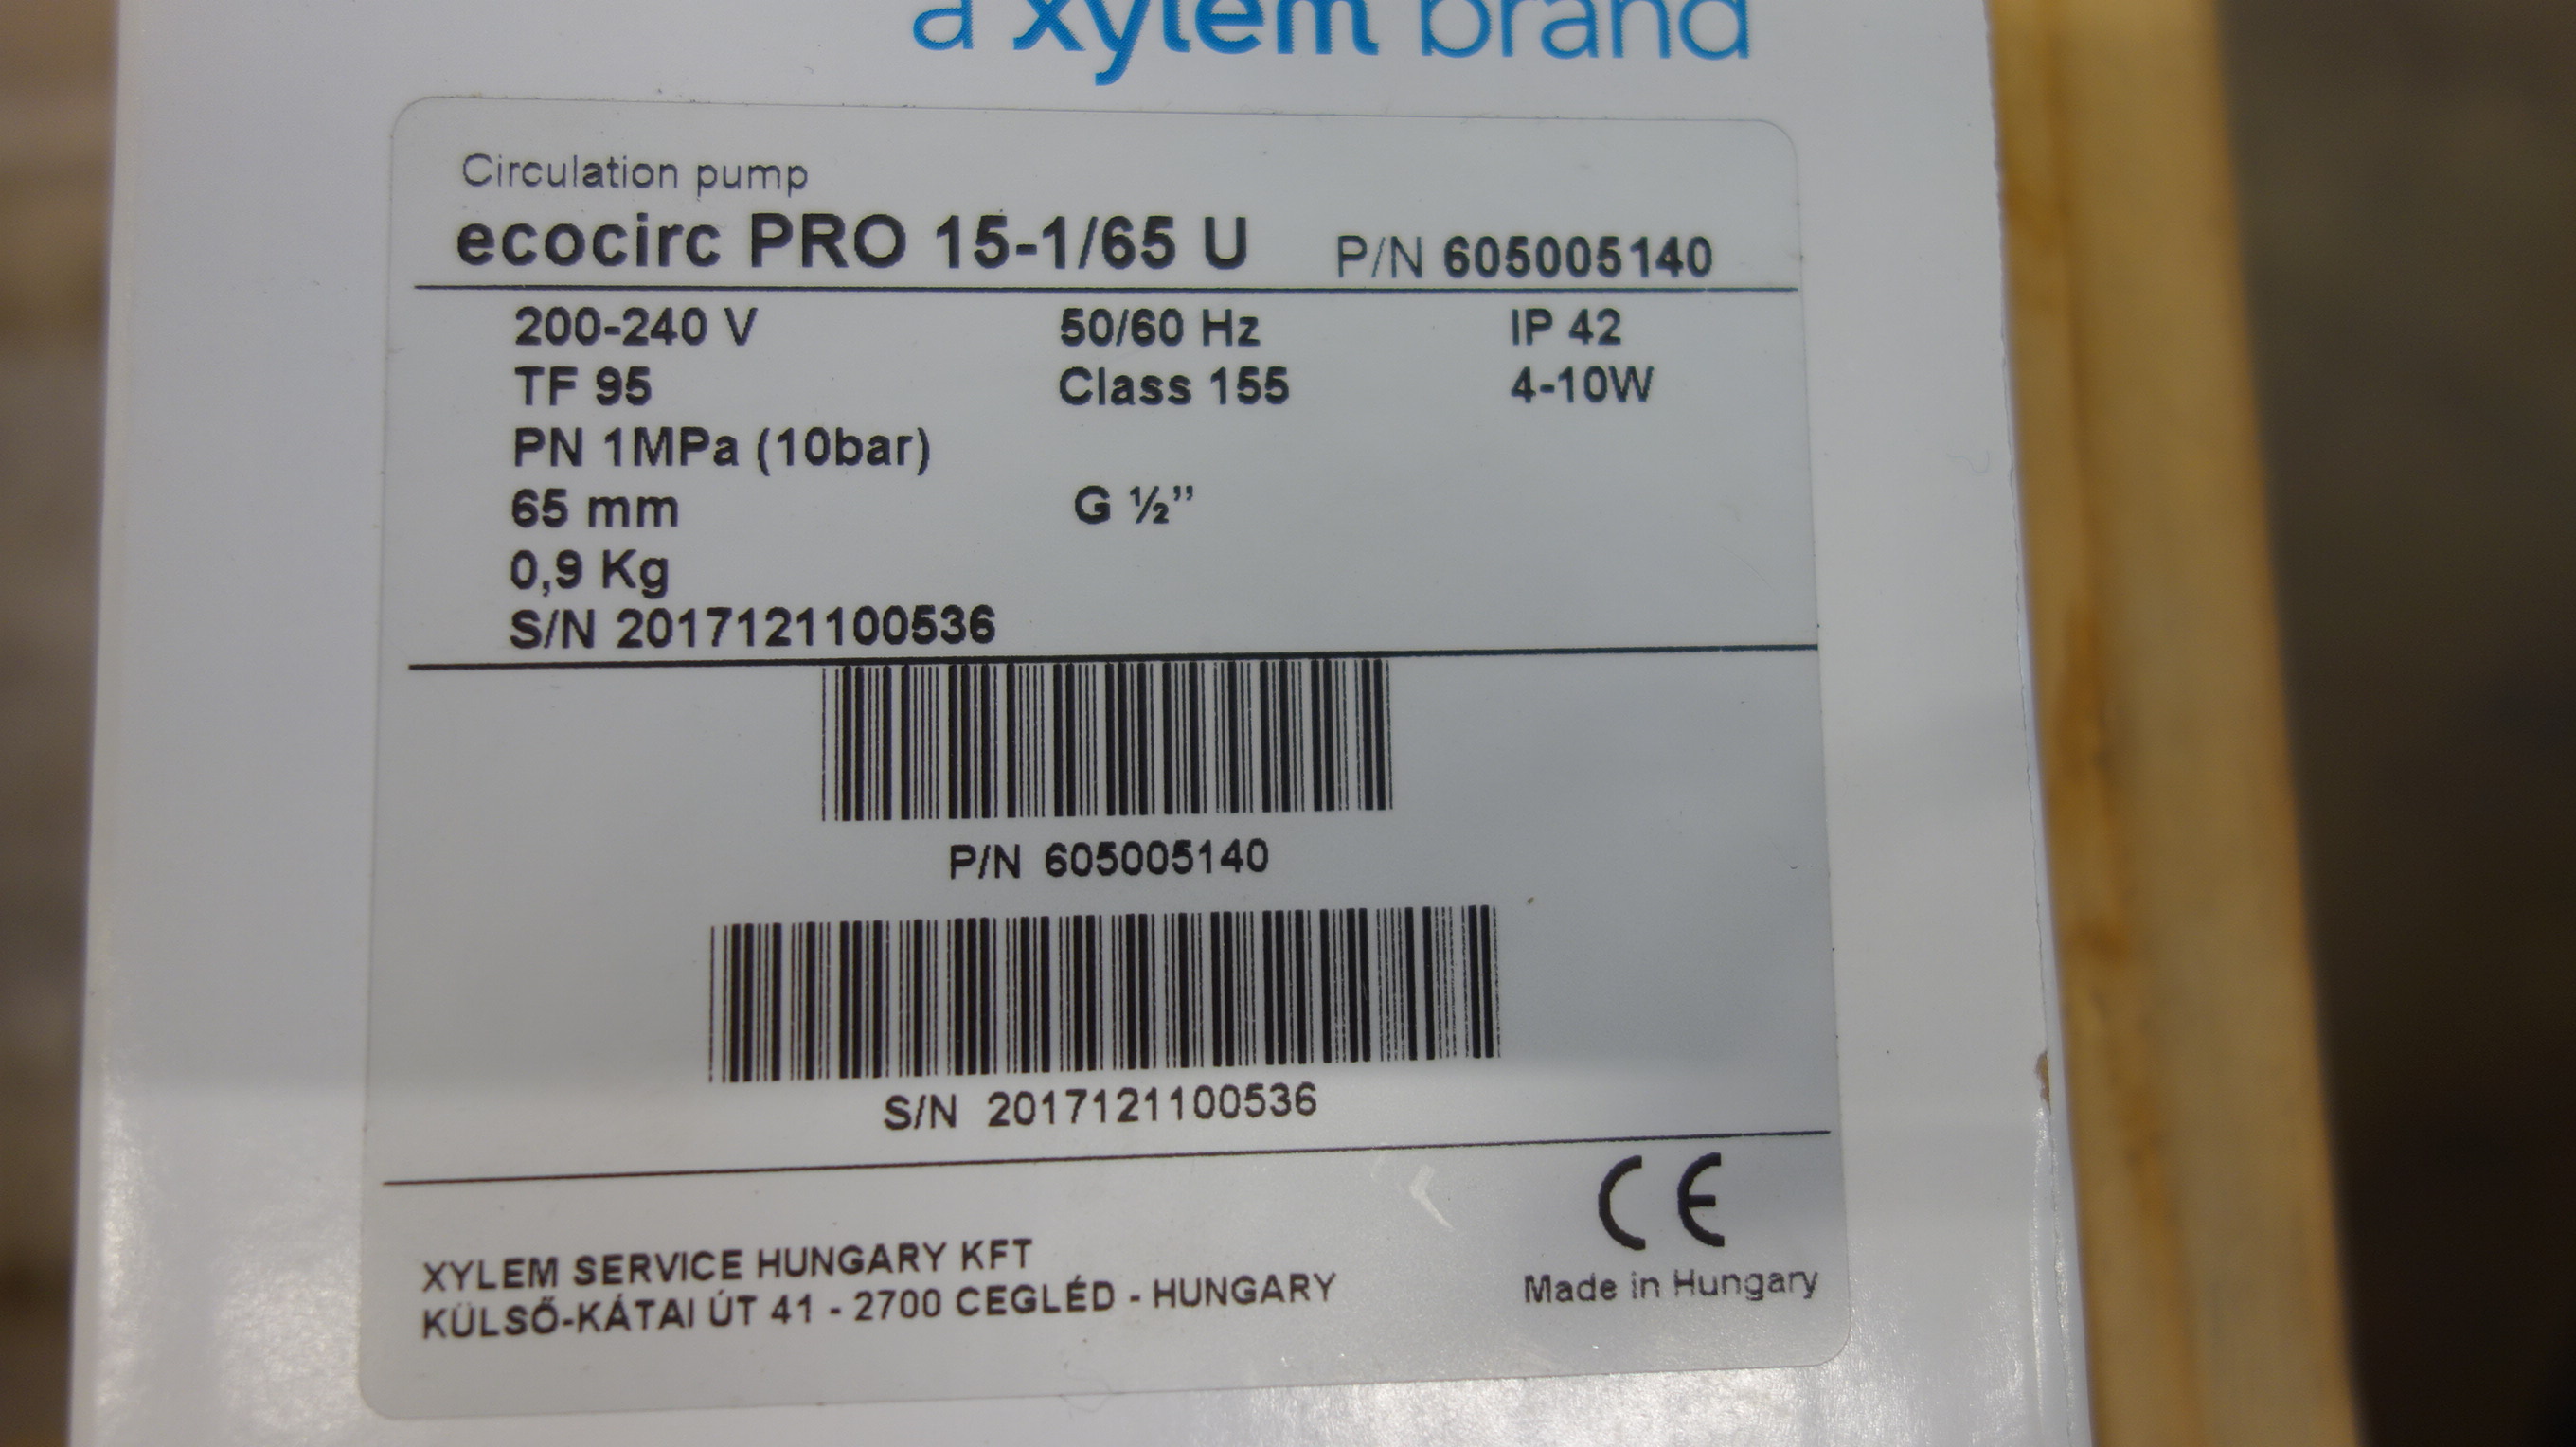 a xylem brand
Circulation pump
ecocirc PRO 15-1/65 U P/N 605005140
200-240 V 50/60 Hz IP 42
TF 95 Class 155 4-10W
PN 1MPa (10bar)
65 mm G ½”
0,9 Kg
S/N 2017121100536
P/N 605005140
S/N 2017121100536
CE
XYLEM SERVICE HUNGARY KFT
KÜLSŐ-KÁTAI ÚT 41 - 2700 CEGLÉD - HUNGARY
Made in Hungary